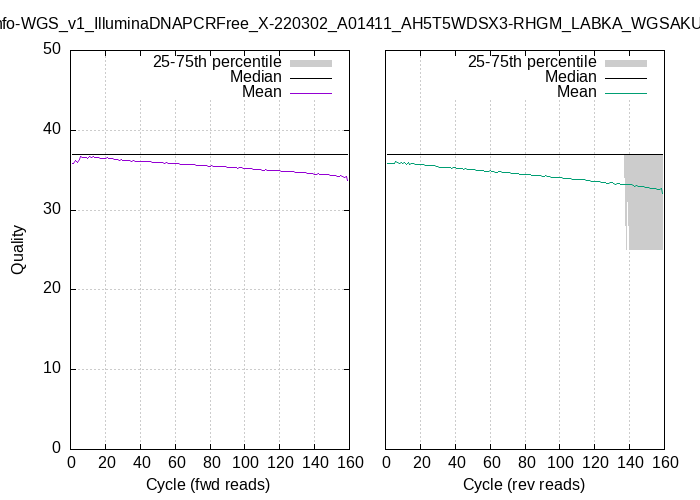 nfo-WGS_v1_IlluminaDNAPCRFree_X-220302_A01411_AH5T5WDSX3-RHGM_LABKA_WGSAKU
50
40
30
20
10
0
Quality
25-75th percentile
Median
Mean
0 20 40 60 80 100 120 140 160
Cycle (fwd reads)
25-75th percentile
Median
Mean
0 20 40 60 80 100 120 140 160
Cycle (rev reads)